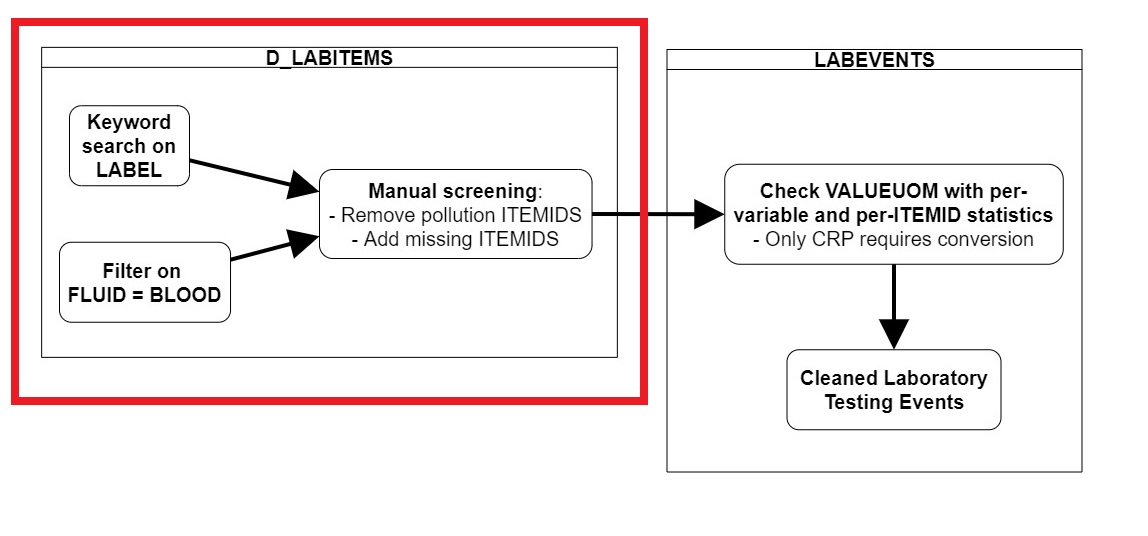 D_LABITEMS
Keyword
search on
LABEL
Filter on
FLUID = BLOOD
Manual screening:
- Remove pollution ITEMIDS
- Add missing ITEMIDS
LABEVENTS
Check VALUEUOM with per-
variable and per-ITEMID statistics
- Only CRP requires conversion
Cleaned Laboratory
Testing Events